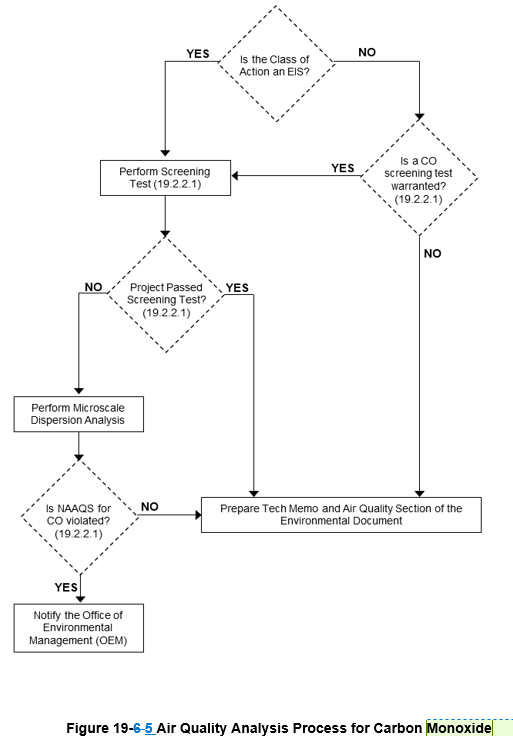 Is the Class of
Action an EIS?
YES
NO
Is a CO
screening test
warranted?
(19.2.2.1)
YES
NO
Perform Screening
Test (19.2.2.1)
Project Passed
Screening Test?
(19.2.2.1)
NO
YES
Perform Microscale
Dispersion Analysis
Is NAAQS for
CO violated?
(19.2.2.1)
NO
YES
Prepare Tech Memo and Air Quality Section of the
Environmental Document
Notify the Office of
Environmental
Management (OEM)
Figure 19-6 5 Air Quality Analysis Process for Carbon Monoxide